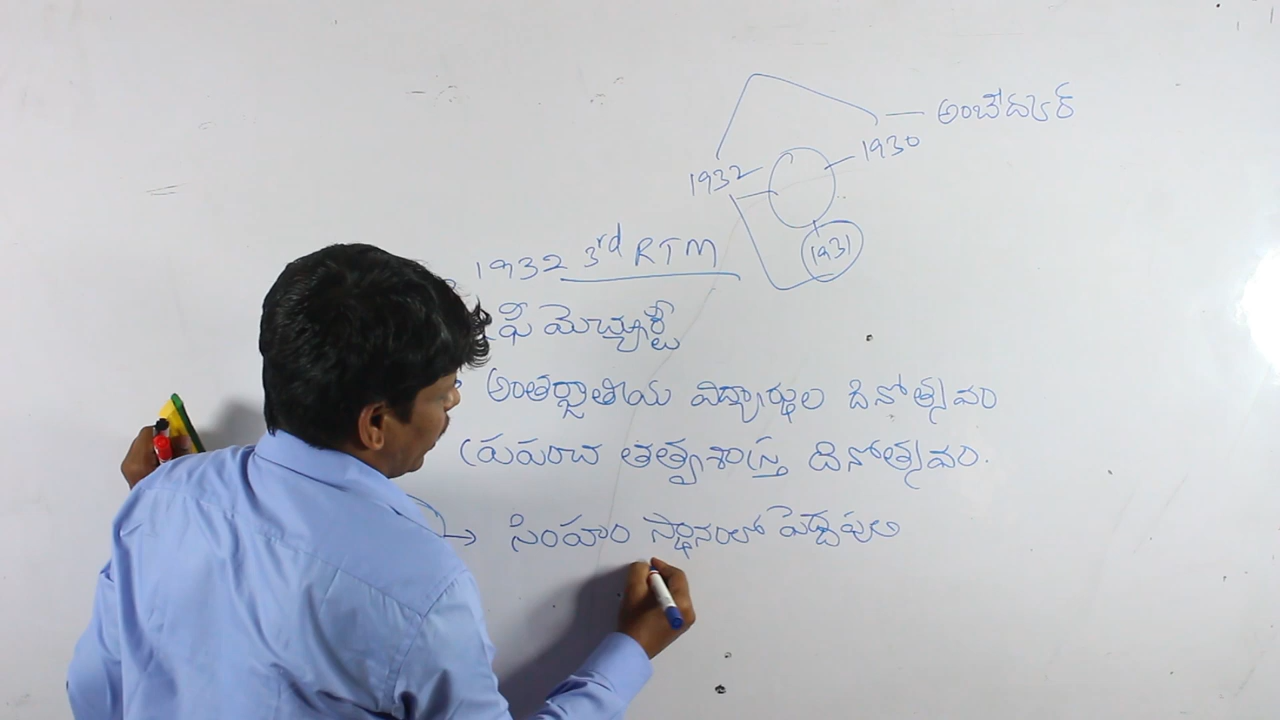 అంబేద్కర్
1930
1932
1931
1932 3rd RTM
ఫీ మెచ్యూర్టీ
అంతర్జాతీయ విద్యార్థుల దినోత్సవం
ప్రపంచ తత్వశాస్త్ర దినోత్సవం.
→ సింహం స్థానంలో పెద్దపులి